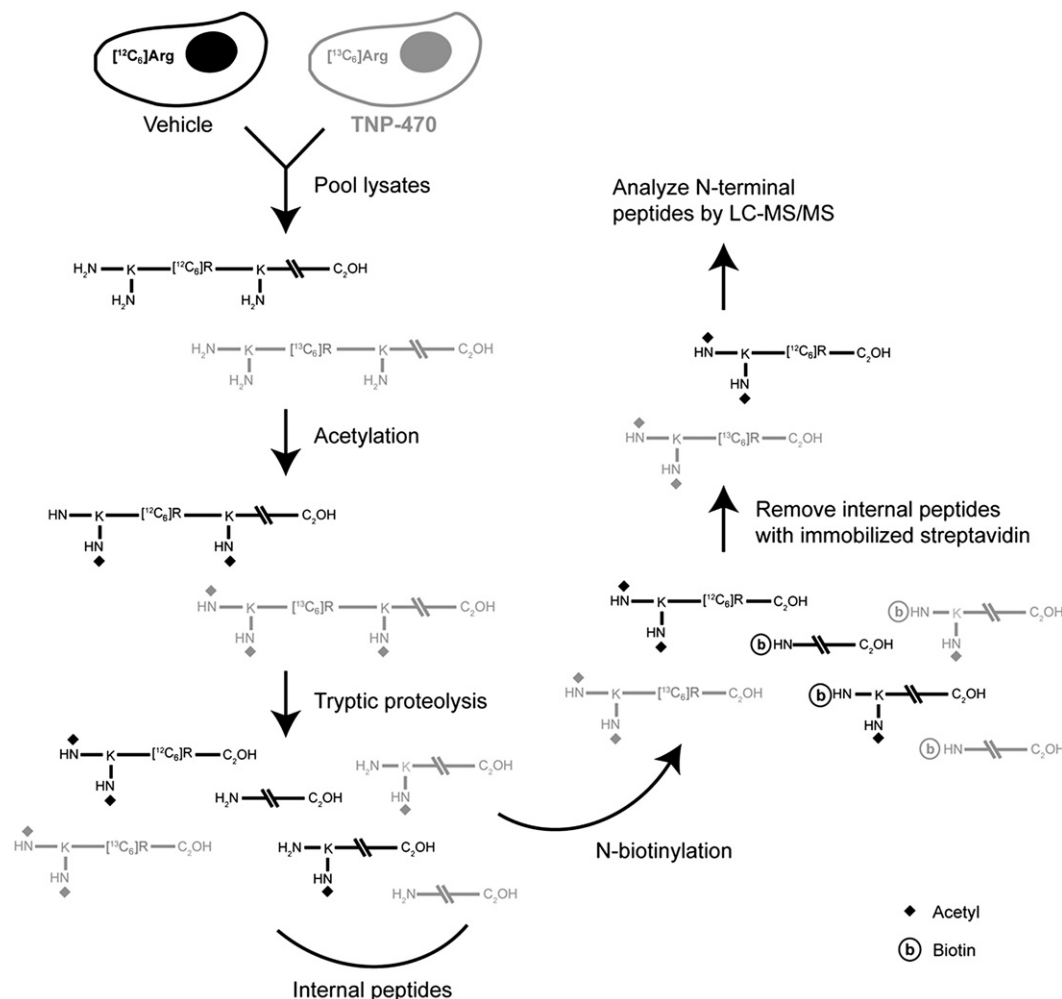 [¹²C₆]Arg
[¹³C₆]Arg
Vehicle
TNP-470
Pool lysates
H₂N K [¹²C₆]R K C₂OH
H₂N H₂N
H₂N K [¹³C₆]R K C₂OH
H₂N H₂N
Acetylation
HN K [¹²C₆]R K C₂OH
HN HN
HN K [¹³C₆]R K C₂OH
HN HN
Tryptic proteolysis
HN K [¹²C₆]R C₂OH
HN
H₂N K C₂OH
HN
H₂N C₂OH
HN K [¹³C₆]R C₂OH
HN
H₂N K C₂OH
HN
H₂N C₂OH
Internal peptides
N-biotinylation
HN K [¹²C₆]R C₂OH
HN
b HN K C₂OH
HN
b HN C₂OH
HN K [¹³C₆]R C₂OH
HN
b HN K C₂OH
HN
b HN C₂OH
Remove internal peptides
with immobilized streptavidin
HN K [¹²C₆]R C₂OH
HN
HN K [¹³C₆]R C₂OH
HN
Analyze N-terminal
peptides by LC-MS/MS
Acetyl
b Biotin